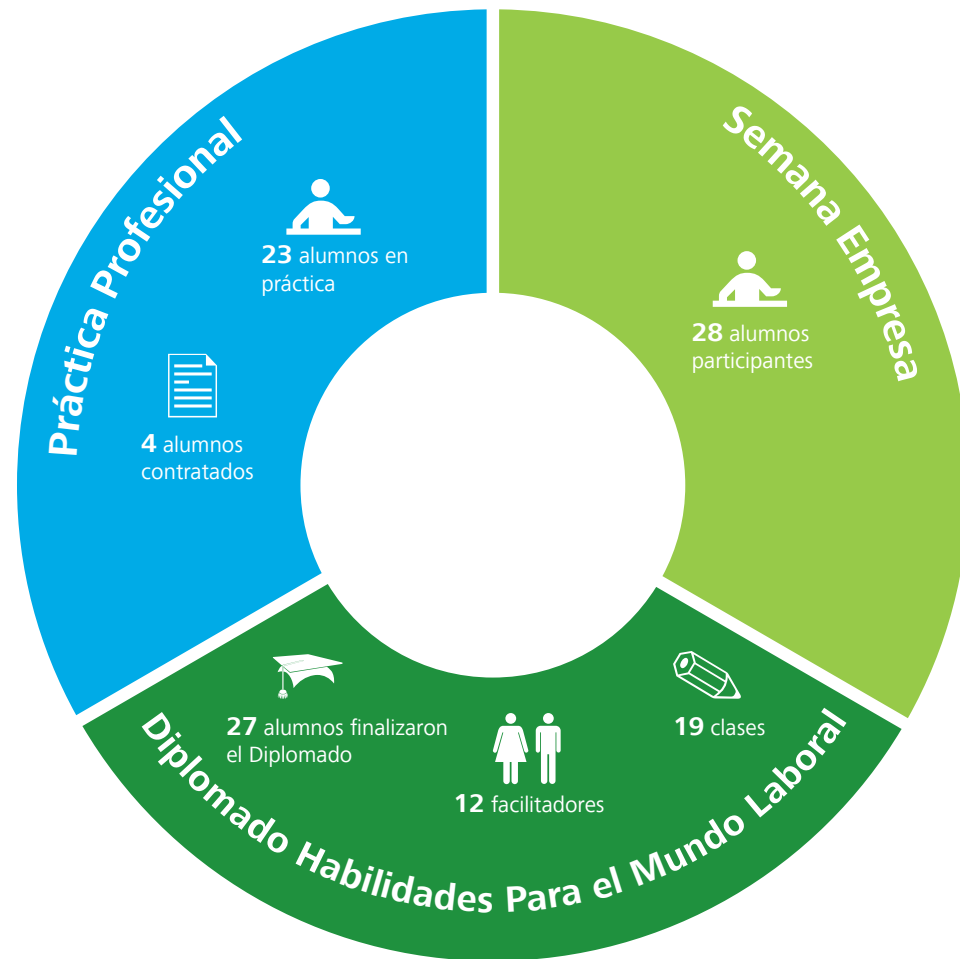 Práctica Profesional
23 alumnos en
práctica
4 alumnos
contratados
Semana Empresa
28 alumnos
participantes
27 alumnos finalizaron
el Diplomado
12 facilitadores
19 clases
Diplomado Habilidades Para el Mundo Laboral